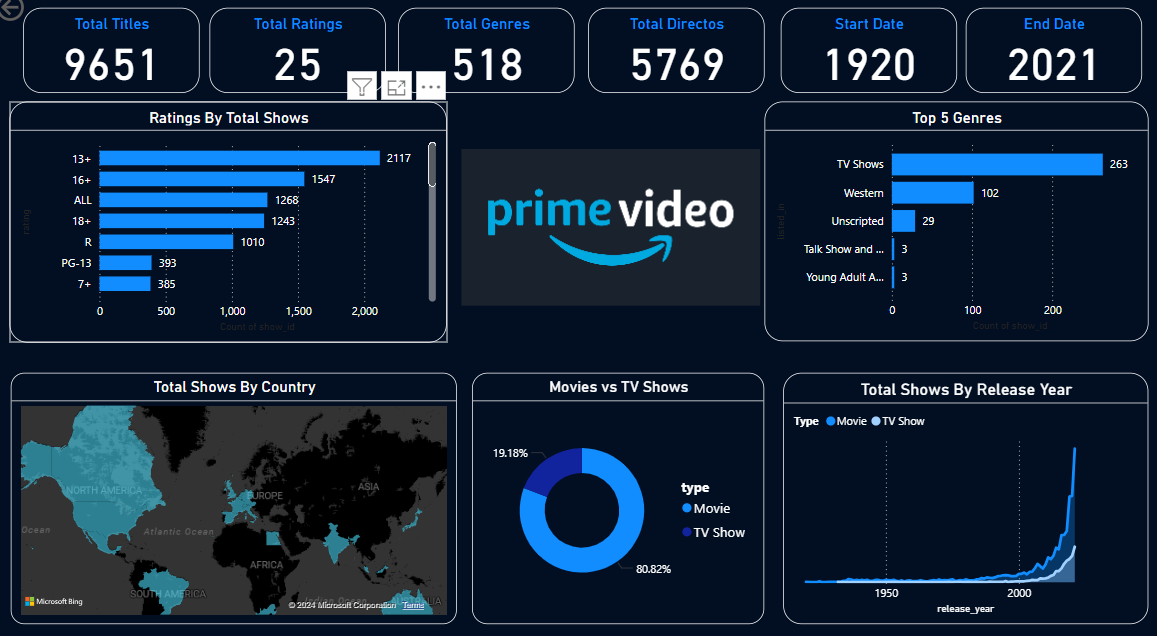 Total Titles
9651
Total Ratings
25
Total Genres
518
Total Directos
5769
Start Date
1920
End Date
2021
Ratings By Total Shows
rating
13+ 2117
16+ 1547
ALL 1268
18+ 1243
R 1010
PG-13 393
7+ 385
0 500 1,000 1,500 2,000
Count of show_id
prime video
Top 5 Genres
listed_in
TV Shows 263
Western 102
Unscripted 29
Talk Show and ... 3
Young Adult A... 3
0 100 200
Count of show_id
Total Shows By Country
NORTH AMERICA
EUROPE
ASIA
Ocean
Atlantic Ocean
AFRICA
SOUTH AMERICA
Indian Ocean
AUSTRALIA
Microsoft Bing
© 2024 Microsoft Corporation Terms
Movies vs TV Shows
19.18%
80.82%
type
Movie
TV Show
Total Shows By Release Year
Type Movie TV Show
1950 2000
release_year